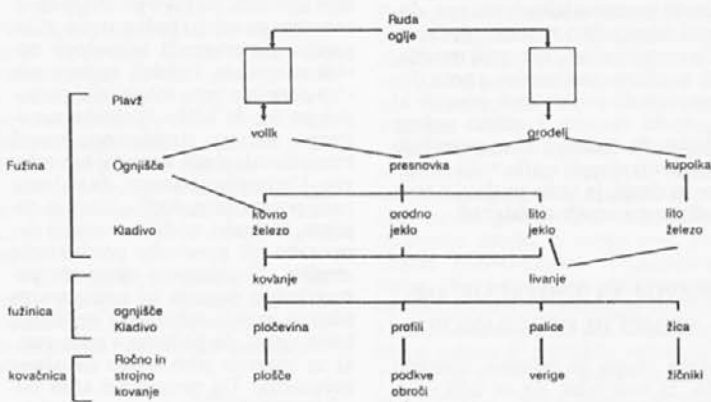 Ruda
oglje
Plavž
volk
grodelj
Fužina
Ognjišče
presnovka
kupolka
Kladivo
kovno
železo
orodno
jeklo
lito
jeklo
lito
železo
kovanje
livanje
fužinica
ognjišče
Kladivo
pločevina
profili
palice
žica
kovačnica
Ročno in
strojno
kovanje
plošče
podkve
obroči
verige
žičniki